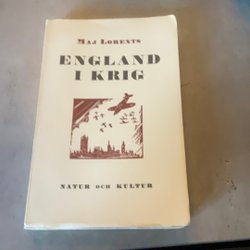 MAJ LORENTS
ENGLAND
I KRIG
NATUR OCH KULTUR